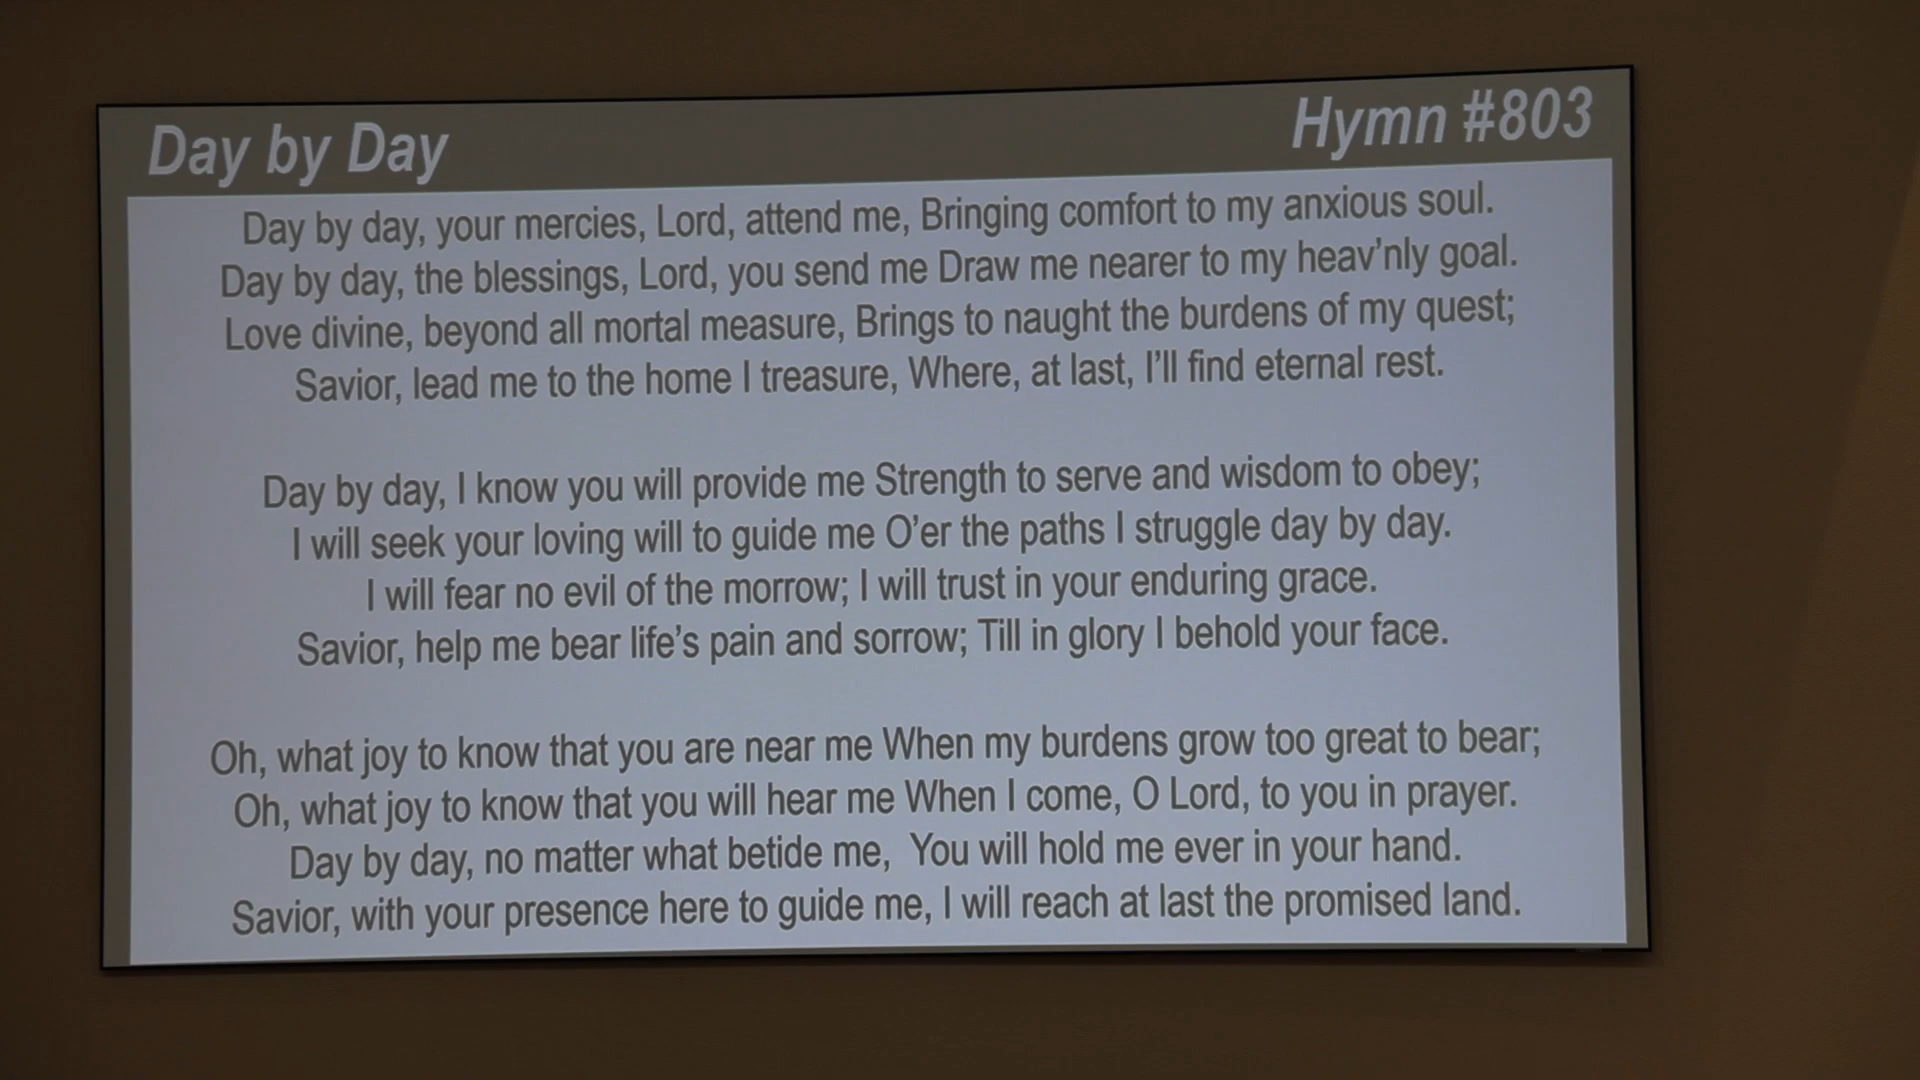 Day by Day
Hymn #803
Day by day, your mercies, Lord, attend me, Bringing comfort to my anxious soul.
Day by day, the blessings, Lord, you send me Draw me nearer to my heav’nly goal.
Love divine, beyond all mortal measure, Brings to naught the burdens of my quest;
Savior, lead me to the home I treasure, Where, at last, I’ll find eternal rest.
Day by day, I know you will provide me Strength to serve and wisdom to obey;
I will seek your loving will to guide me O’er the paths I struggle day by day.
I will fear no evil of the morrow; I will trust in your enduring grace.
Savior, help me bear life’s pain and sorrow; Till in glory I behold your face.
Oh, what joy to know that you are near me When my burdens grow too great to bear;
Oh, what joy to know that you will hear me When I come, O Lord, to you in prayer.
Day by day, no matter what betide me,  You will hold me ever in your hand.
Savior, with your presence here to guide me, I will reach at last the promised land.